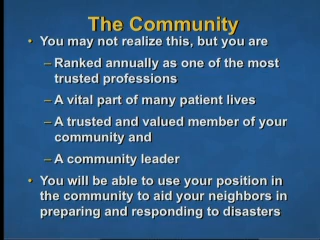 The Community
• You may not realize this, but you are
– Ranked annually as one of the most
trusted professions
– A vital part of many patient lives
– A trusted and valued member of your
community and
– A community leader
• You will be able to use your position in
the community to aid your neighbors in
preparing and responding to disasters